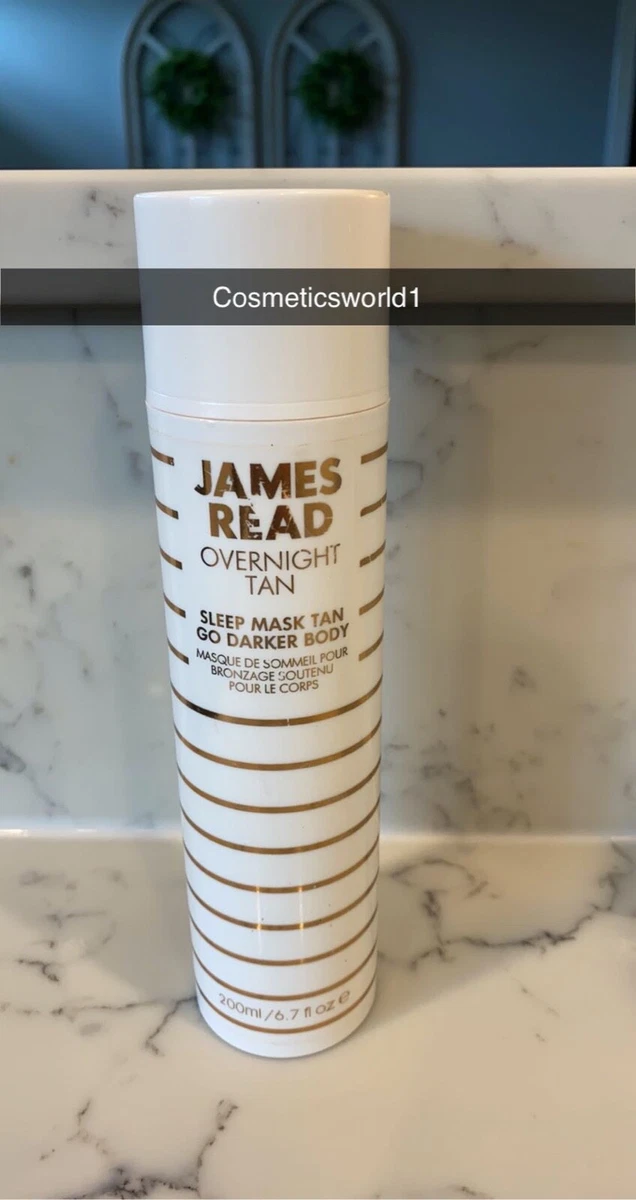 Cosmeticsworld1
JAMES
READ
OVERNIGHT
TAN
SLEEP MASK TAN
GO DARKER BODY
MASQUE DE SOMMEIL POUR
BRONZAGE SOUTENU
POUR LE CORPS
200ml/6.7 fl oz ℮